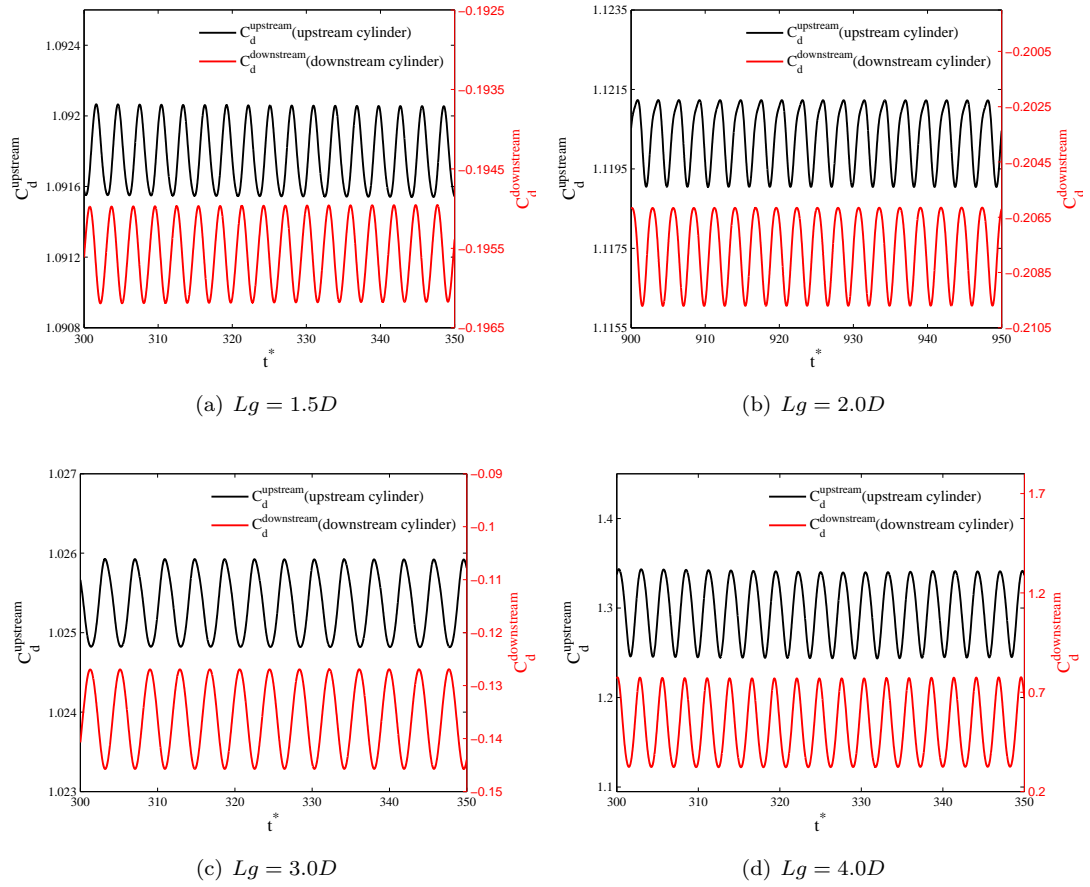 1.0924
1.092
1.0916
1.0912
1.0908
C_d^upstream
C_d^upstream(upstream cylinder)
C_d^downstream(downstream cylinder)
−0.1925
−0.1936
−0.1949
−0.1955
−0.1965
C_d^downstream
300 310 320 330 340 350
t*
(a) Lg = 1.5D
1.1235
1.1215
1.1195
1.1175
1.1155
C_d^upstream
C_d^upstream(upstream cylinder)
C_d^downstream(downstream cylinder)
−0.2005
−0.2025
−0.2045
−0.2065
−0.2085
−0.2105
C_d^downstream
900 910 920 930 940 950
t*
(b) Lg = 2.0D
1.027
1.026
1.025
1.024
1.023
C_d^upstream
C_d^upstream(upstream cylinder)
C_d^downstream(downstream cylinder)
−0.09
−0.1
−0.11
−0.12
−0.13
−0.14
−0.15
C_d^downstream
300 310 320 330 340 350
t*
(c) Lg = 3.0D
1.4
1.3
1.2
1.1
C_d^upstream
C_d^upstream(upstream cylinder)
C_d^downstream(downstream cylinder)
1.7
1.2
0.7
0.2
C_d^downstream
300 310 320 330 340 350
t*
(d) Lg = 4.0D